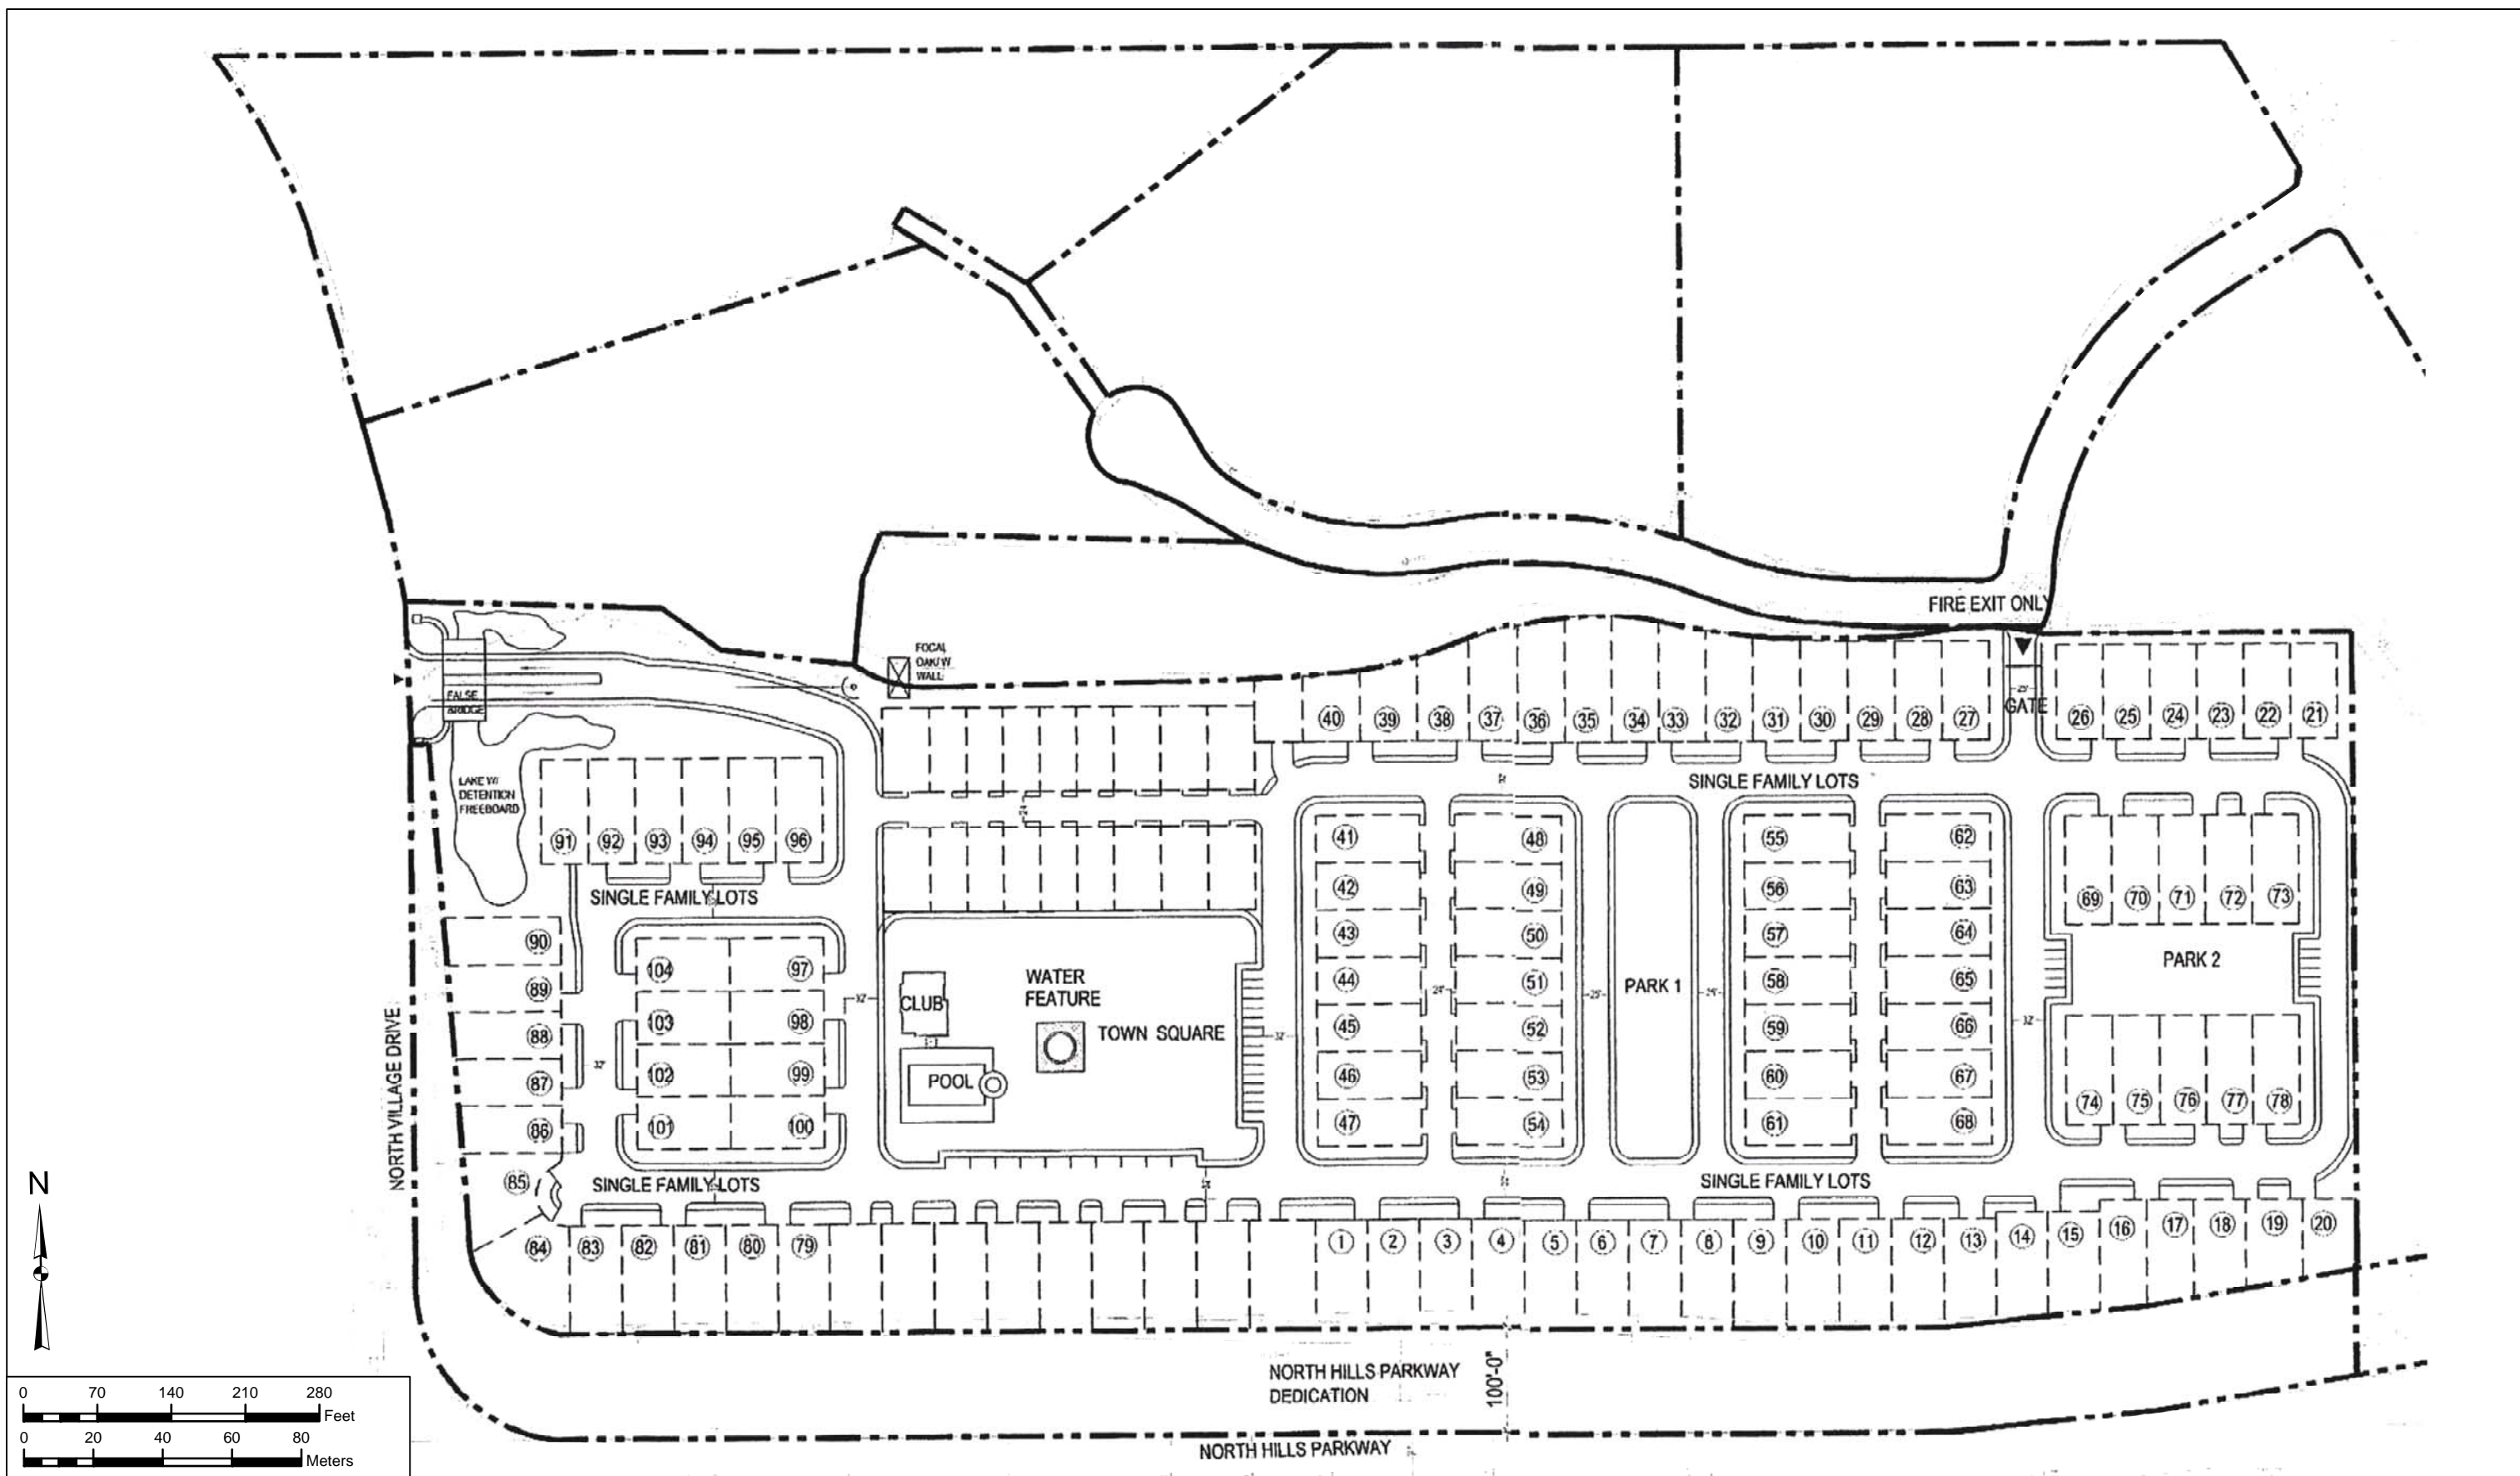 FIRE EXIT ONLY
FOCAL
OAK/W
WALL
FALSE
BRIDGE
25'
GATE
40 39 38 37 36 35 34 33 32 31 30 29 28 27 26 25 24 23 22 21
SINGLE FAMILY LOTS
LAKE W/
DETENTION
FREEBOARD
91 92 93 94 95 96
SINGLE FAMILY LOTS
41 48 55 62
42 49 56 63
69 70 71 72 73
43 50 57 64
90
104 97
89
103 98
88
102 99
87
86
101 100
85
32'
32'
CLUB
WATER
FEATURE
TOWN SQUARE
POOL
32'
44 51 58 65
PARK 1
PARK 2
24'
25'
32'
45 52 59 66
46 53 60 67
47 54 61 68
74 75 76 77 78
NORTH VILLAGE DRIVE
SINGLE FAMILY LOTS
SINGLE FAMILY LOTS
84 83 82 81 80 79
1 2 3 4 5 6 7 8 9 10 11 12 13 14 15 16 17 18 19 20
NORTH HILLS PARKWAY
DEDICATION
100'-0"
NORTH HILLS PARKWAY
N
0 70 140 210 280
Feet
0 20 40 60 80
Meters